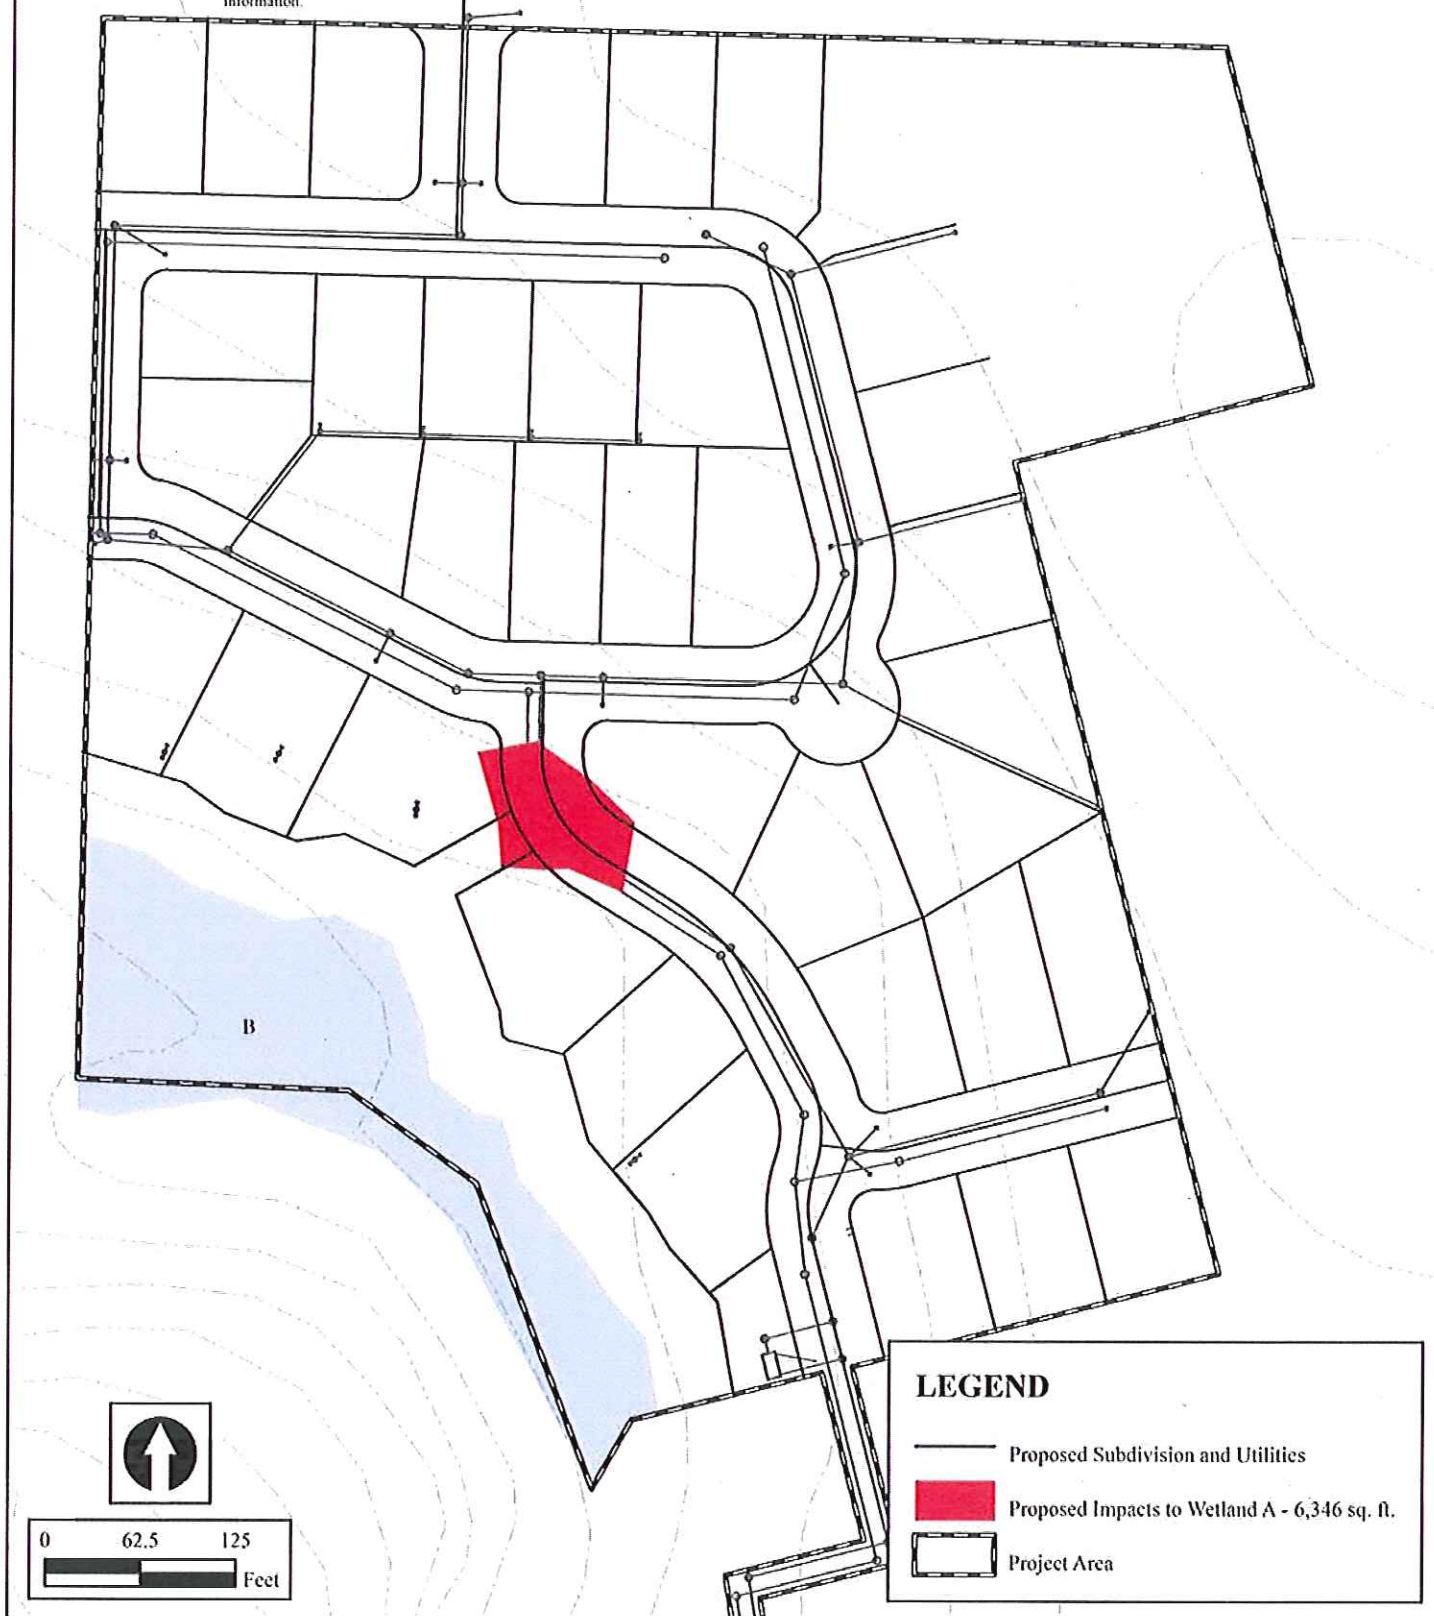 information.
B
LEGEND
Proposed Subdivision and Utilities
Proposed Impacts to Wetland A - 6,346 sq. ft.
Project Area
0 62.5 125
Feet